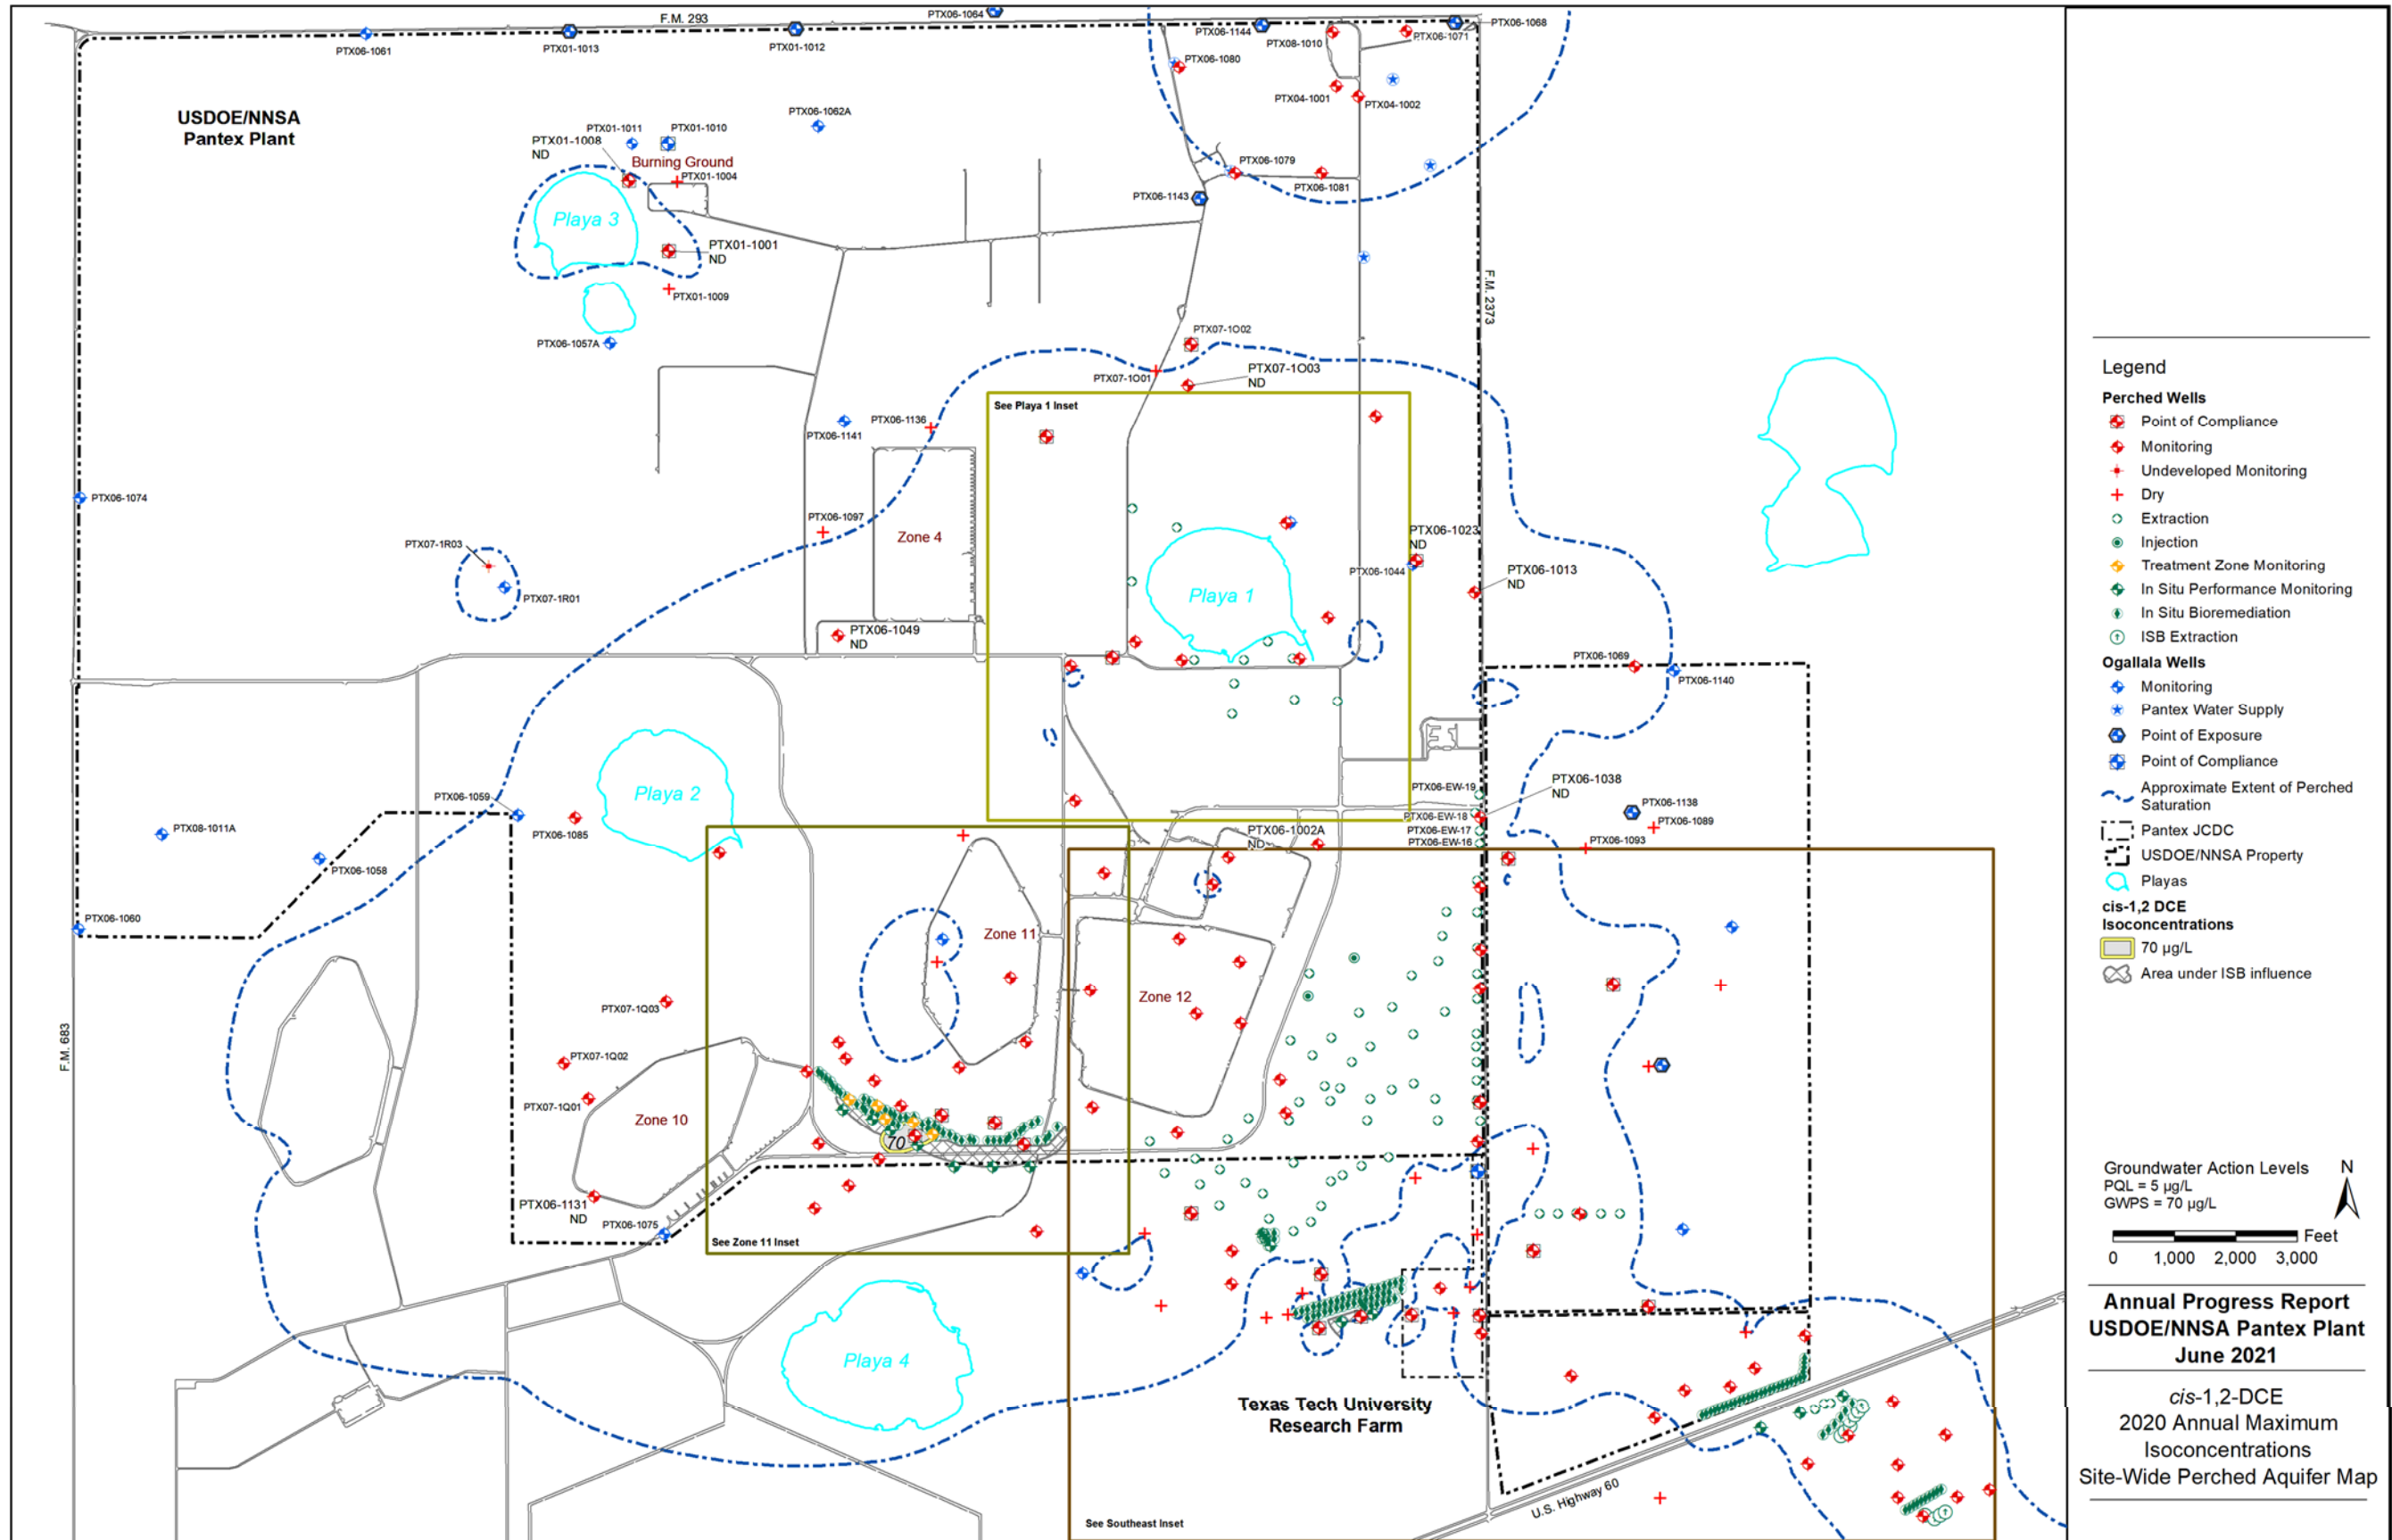 F.M. 293
PTX06-1064
PTX06-1061
PTX01-1013
PTX01-1012
PTX06-1144
PTX08-1010
PTX06-1071
PTX06-1068
PTX06-1080
PTX04-1001
PTX04-1002
USDOE/NNSA
Pantex Plant
PTX06-1062A
PTX01-1011
PTX01-1010
PTX01-1008
ND
Burning Ground
PTX01-1004
PTX06-1079
PTX06-1081
PTX06-1143
Playa 3
PTX01-1001
ND
PTX01-1009
F.M. 2373
PTX06-1057A
PTX07-1O02
PTX07-1O01
PTX07-1O03
ND
See Playa 1 Inset
PTX06-1136
PTX06-1141
PTX06-1074
PTX06-1097
Zone 4
PTX07-1R03
PTX07-1R01
PTX06-1023
ND
PTX06-1044
PTX06-1013
ND
Playa 1
PTX06-1049
ND
PTX06-1069
PTX06-1140
Playa 2
PTX06-1059
PTX06-1085
PTX08-1011A
PTX06-1058
PTX06-1060
PTX06-EW-19
PTX06-EW-18
PTX06-EW-17
PTX06-EW-16
PTX06-1038
ND
PTX06-1138
PTX06-1089
PTX06-1093
PTX06-1002A
ND
Zone 11
Zone 12
PTX07-1Q03
F.M. 683
PTX07-1Q02
PTX07-1Q01
Zone 10
70
PTX06-1131
ND
PTX06-1075
See Zone 11 Inset
Playa 4
Texas Tech University
Research Farm
U.S. Highway 60
See Southeast Inset
Legend
Perched Wells
Point of Compliance
Monitoring
Undeveloped Monitoring
Dry
Extraction
Injection
Treatment Zone Monitoring
In Situ Performance Monitoring
In Situ Bioremediation
ISB Extraction
Ogallala Wells
Monitoring
Pantex Water Supply
Point of Exposure
Point of Compliance
Approximate Extent of Perched
Saturation
Pantex JCDC
USDOE/NNSA Property
Playas
cis-1,2 DCE
Isoconcentrations
70 µg/L
Area under ISB influence
Groundwater Action Levels
PQL = 5 µg/L
GWPS = 70 µg/L
N
Feet
0 1,000 2,000 3,000
Annual Progress Report
USDOE/NNSA Pantex Plant
June 2021
cis-1,2-DCE
2020 Annual Maximum
Isoconcentrations
Site-Wide Perched Aquifer Map